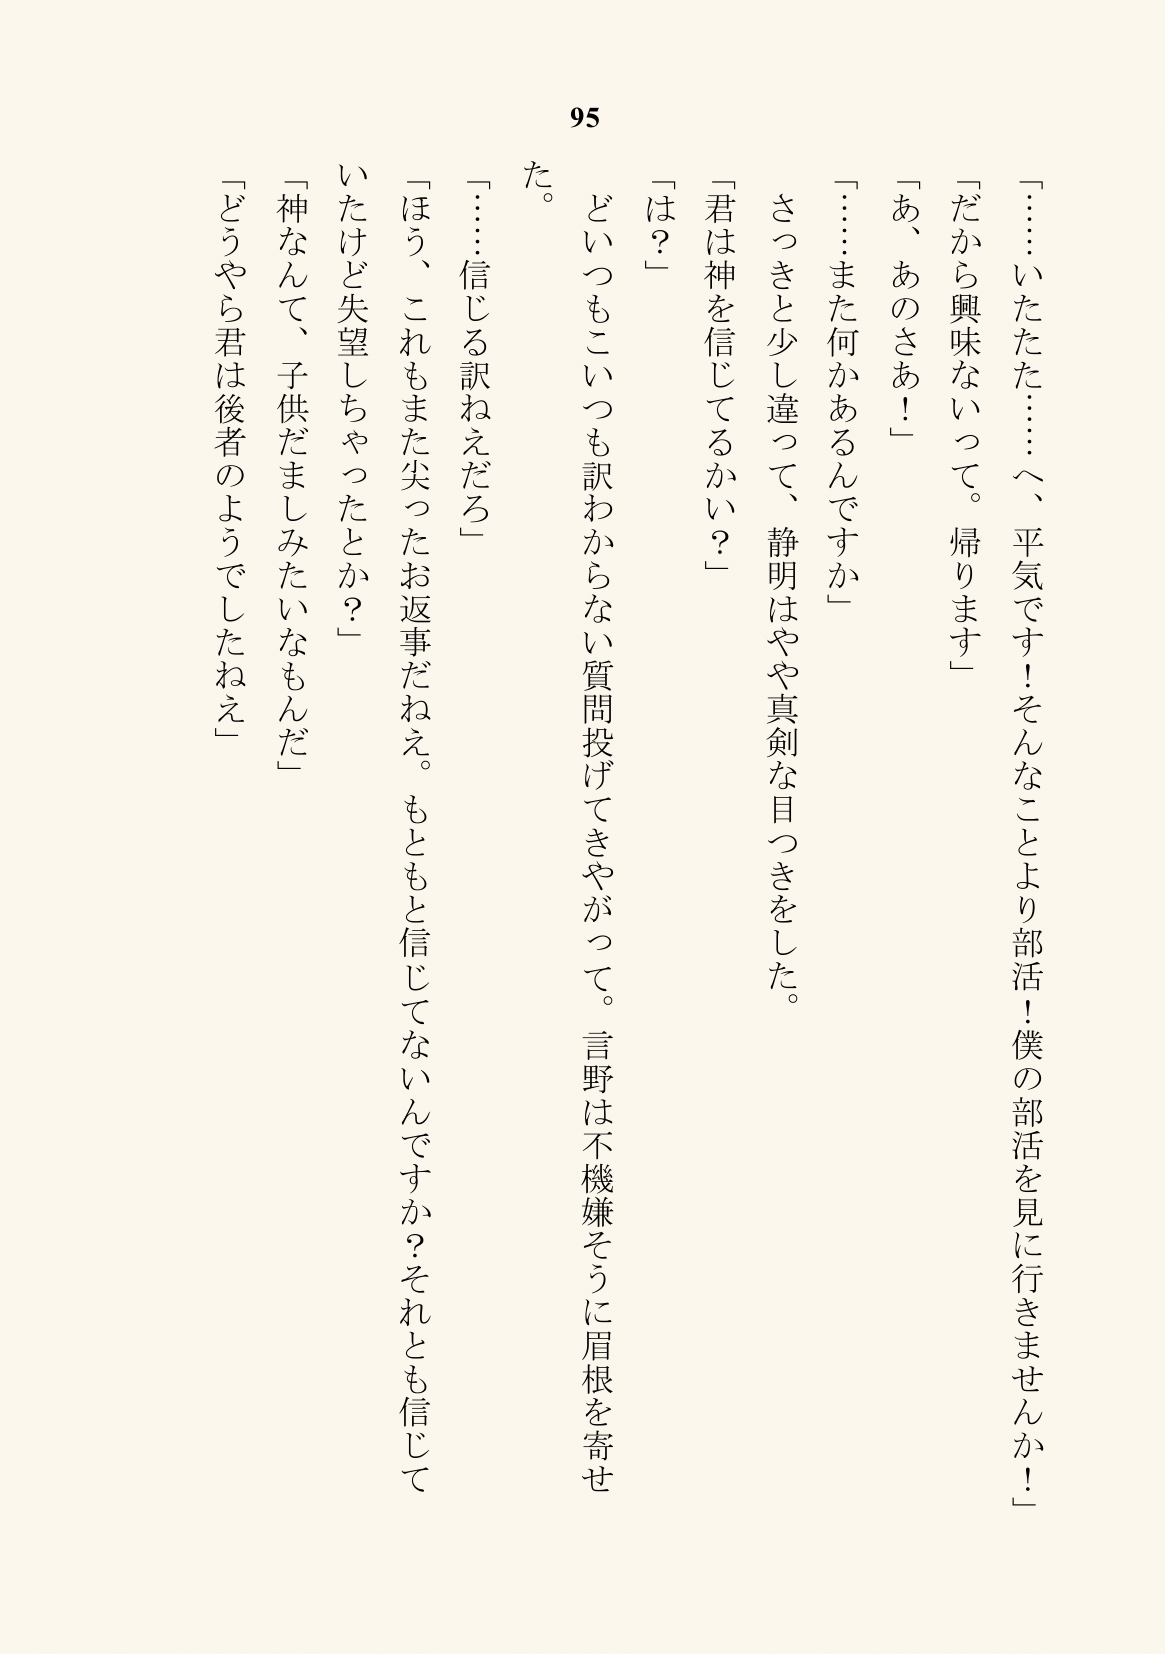 95
「……いたたた……へ、平気です！そんなことより部活！僕の部活を見に行きませんか！」
「だから興味ないって。帰ります」
「あ、あのさあ！」
「……また何かあるんですか」
　さっきと少し違って、静明はやや真剣な目つきをした。
「君は神を信じてるかい？」
「は？」
　どいつもこいつも訳わからない質問投げてきやがって。言野は不機嫌そうに眉根を寄せ
た。
「……信じる訳ねえだろ」
「ほう、これもまた尖ったお返事だねえ。もともと信じてないんですか？それとも信じて
いたけど失望しちゃったとか？」
「神なんて、子供だましみたいなもんだ」
「どうやら君は後者のようでしたねえ」